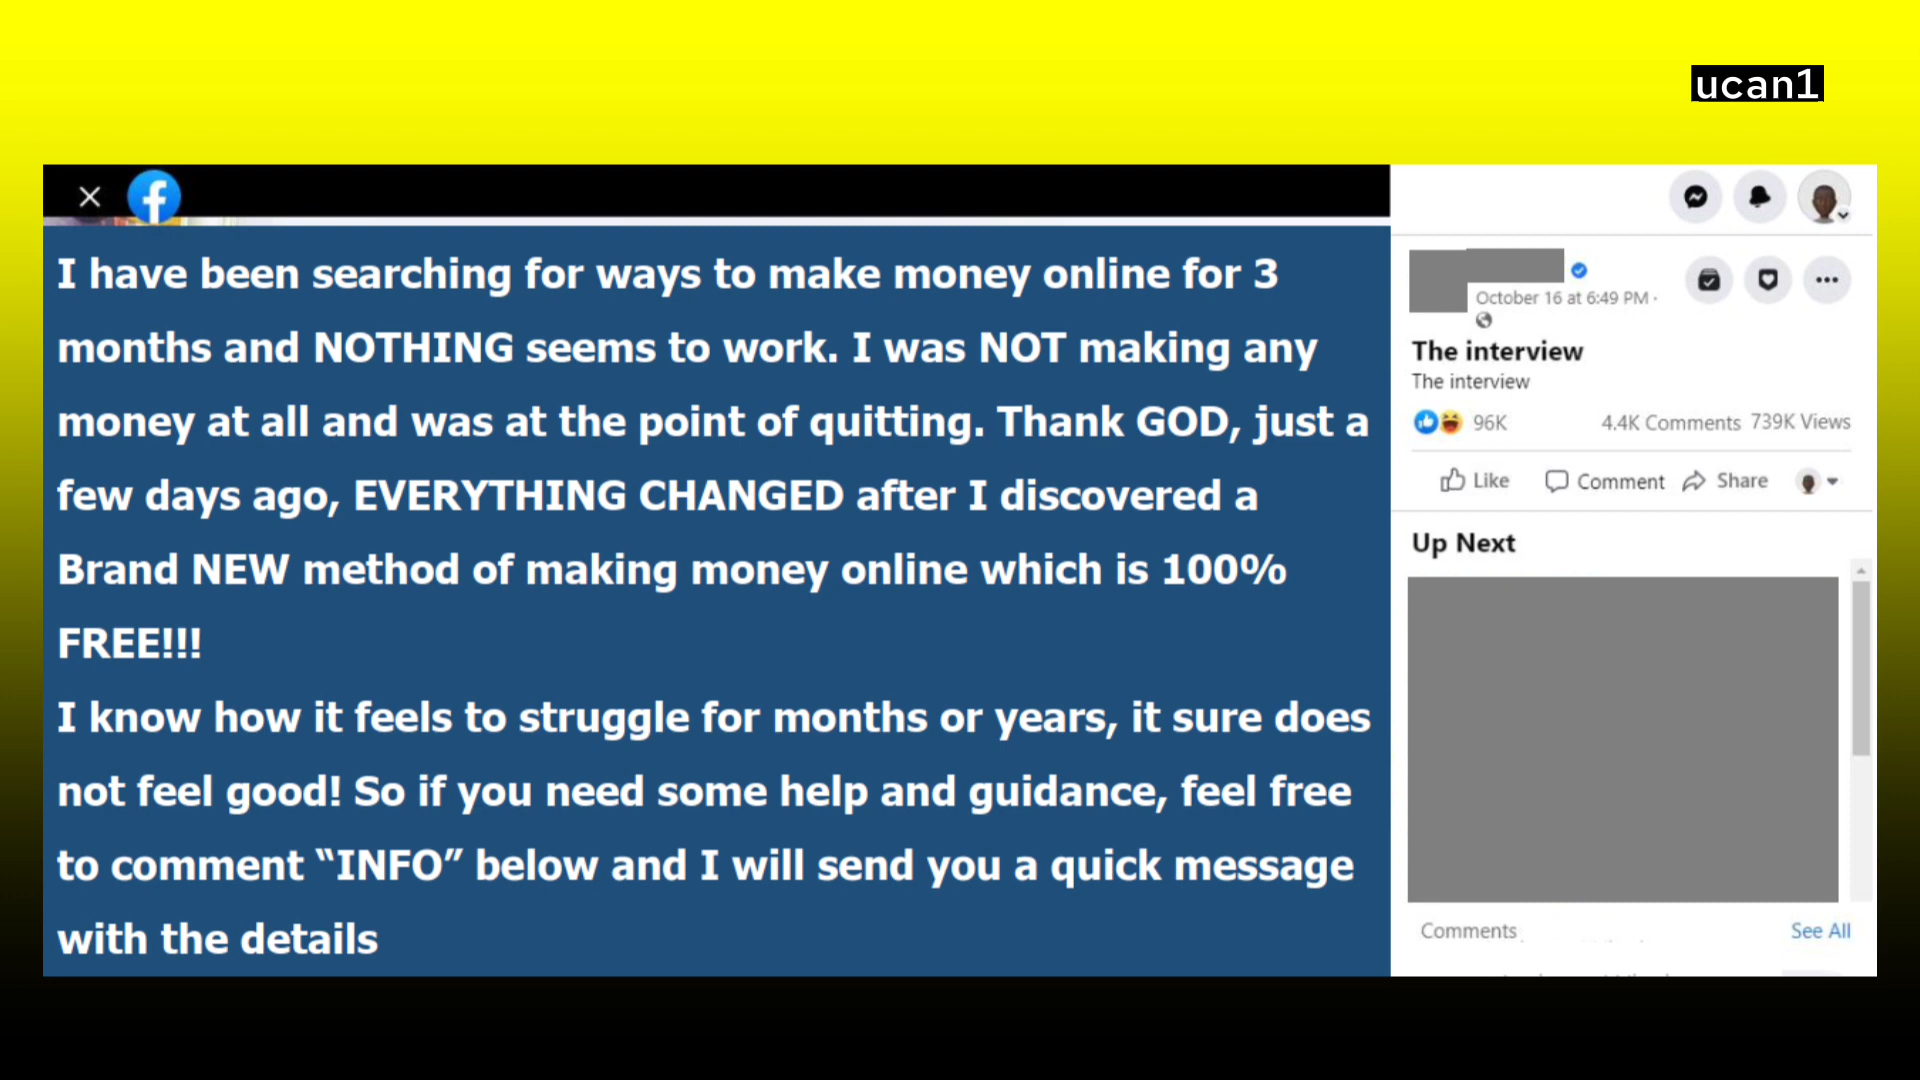 ucan1
I have been searching for ways to make money online for 3
months and NOTHING seems to work. I was NOT making any
money at all and was at the point of quitting. Thank GOD, just a
few days ago, EVERYTHING CHANGED after I discovered a
Brand NEW method of making money online which is 100%
FREE!!!
I know how it feels to struggle for months or years, it sure does
not feel good! So if you need some help and guidance, feel free
to comment “INFO” below and I will send you a quick message
with the details
October 16 at 6:49 PM ·
The interview
The interview
96K 4.4K Comments 739K Views
Like Comment Share
Up Next
Comments See All